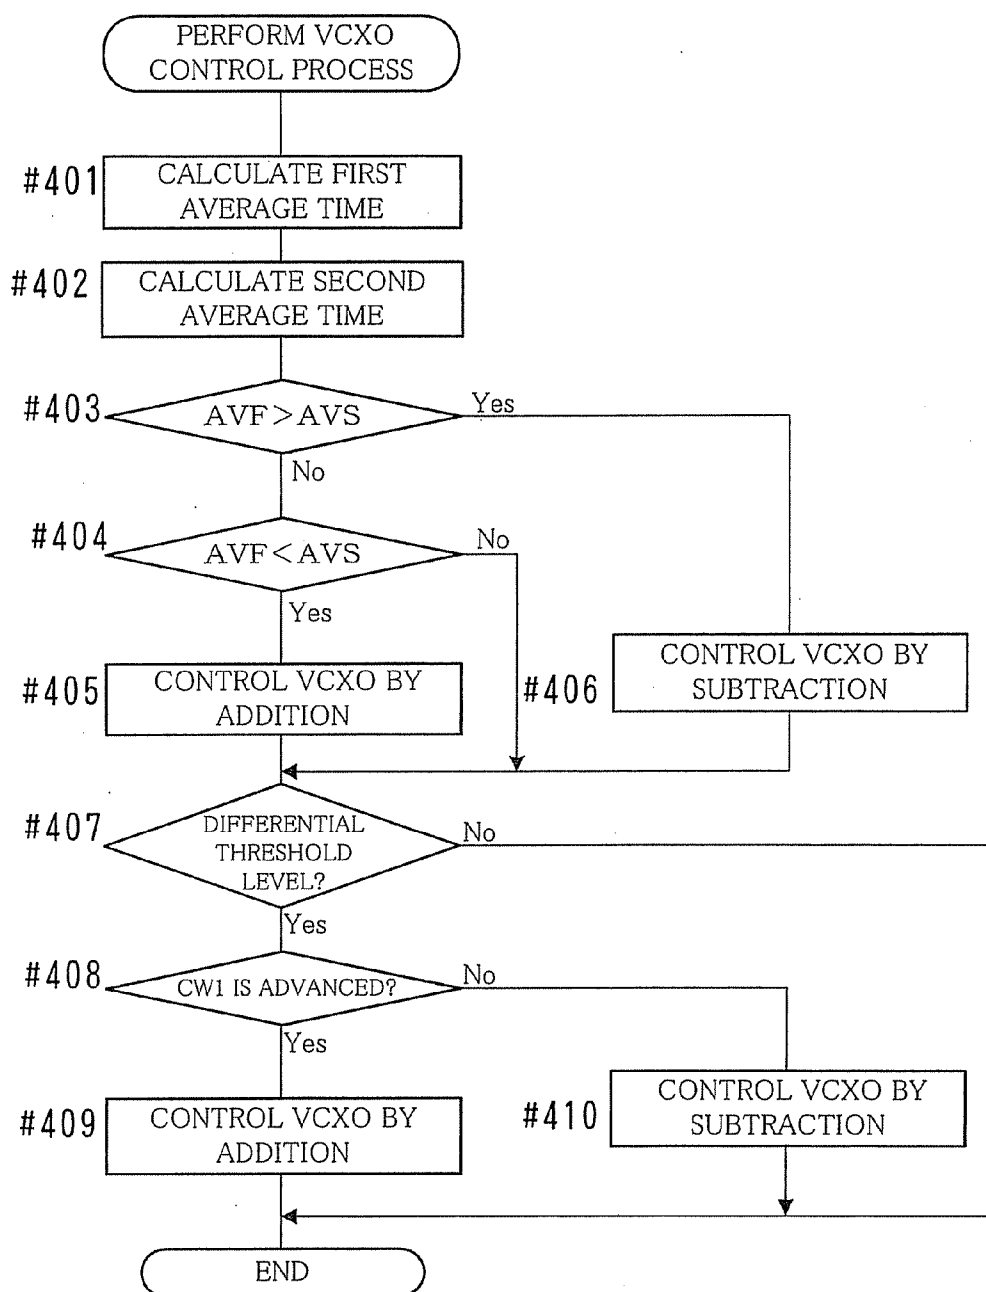 PERFORM VCXO
CONTROL PROCESS
#401
CALCULATE FIRST
AVERAGE TIME
#402
CALCULATE SECOND
AVERAGE TIME
#403
AVF>AVS
Yes
No
#404
AVF<AVS
No
Yes
#405
CONTROL VCXO BY
ADDITION
#406
CONTROL VCXO BY
SUBTRACTION
#407
DIFFERENTIAL
THRESHOLD
LEVEL?
No
Yes
#408
CW1 IS ADVANCED?
No
Yes
#409
CONTROL VCXO BY
ADDITION
#410
CONTROL VCXO BY
SUBTRACTION
END